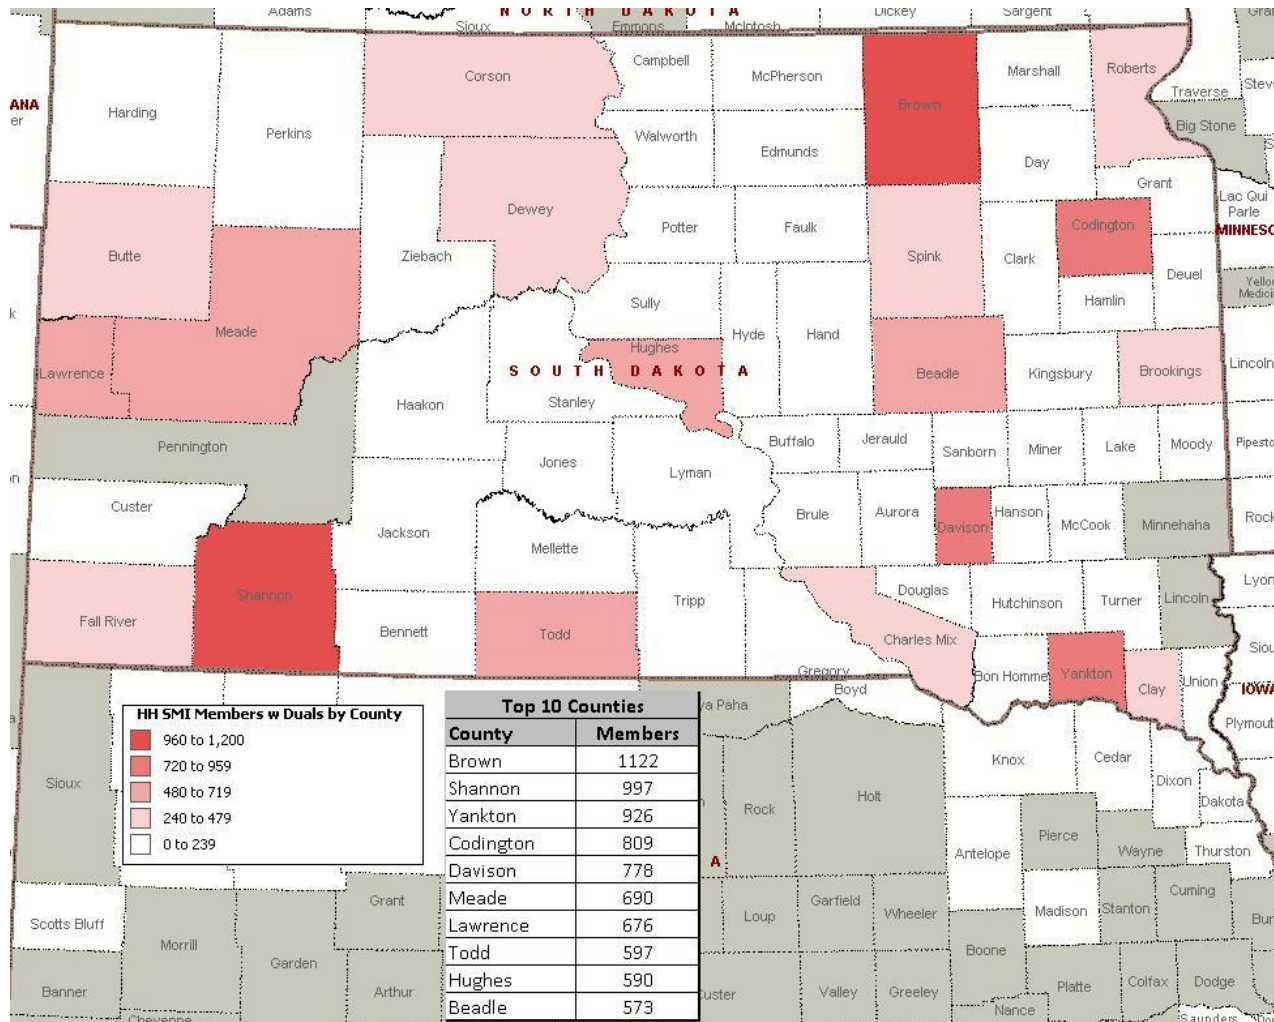 Adams
NORTH DAKOTA
Sioux
Emmons
McIntosh
Dickey
Sargent
Corson
Campbell
McPherson
Brown
Marshall
Roberts
Traverse
Big Stone
ANA
Harding
Perkins
Walworth
Edmunds
Day
Grant
Dewey
Potter
Faulk
Codington
Lac Qui
Parle
MINNESO
Butte
Ziebach
Spink
Clark
Deuel
Hamlin
Sully
Meade
Hyde
Hand
Hughes
SOUTH DAKOTA
Lawrence
Beadle
Kingsbury
Brookings
Lincoln
Haakon
Stanley
Pennington
Buffalo
Jerauld
Sanborn
Miner
Lake
Moody
Jones
Lyman
Custer
Brule
Aurora
Davison
Hanson
McCook
Minnehaha
Jackson
Mellette
Shannon
Tripp
Douglas
Hutchinson
Turner
Lincoln
Fall River
Bennett
Todd
Charles Mix
Gregory
Bon Homme
Yankton
Clay
Union
IOWA
Boyd
ya Paha
HH SMI Members w Duals by County
960 to 1,200
720 to 959
480 to 719
240 to 479
0 to 239
Top 10 Counties
County Members
Brown 1122
Shannon 997
Yankton 926
Codington 809
Davison 778
Meade 690
Lawrence 676
Todd 597
Hughes 590
Beadle 573
Sioux
Knox
Cedar
Dixon
Dakota
Rock
Holt
Pierce
Wayne
Thurston
Antelope
A
Scotts Bluff
Grant
Loup
Garfield
Wheeler
Madison
Stanton
Cuming
Morrill
Garden
Boone
Banner
Arthur
Custer
Valley
Greeley
Platte
Colfax
Dodge
Cheyenne
Nance
Saunders